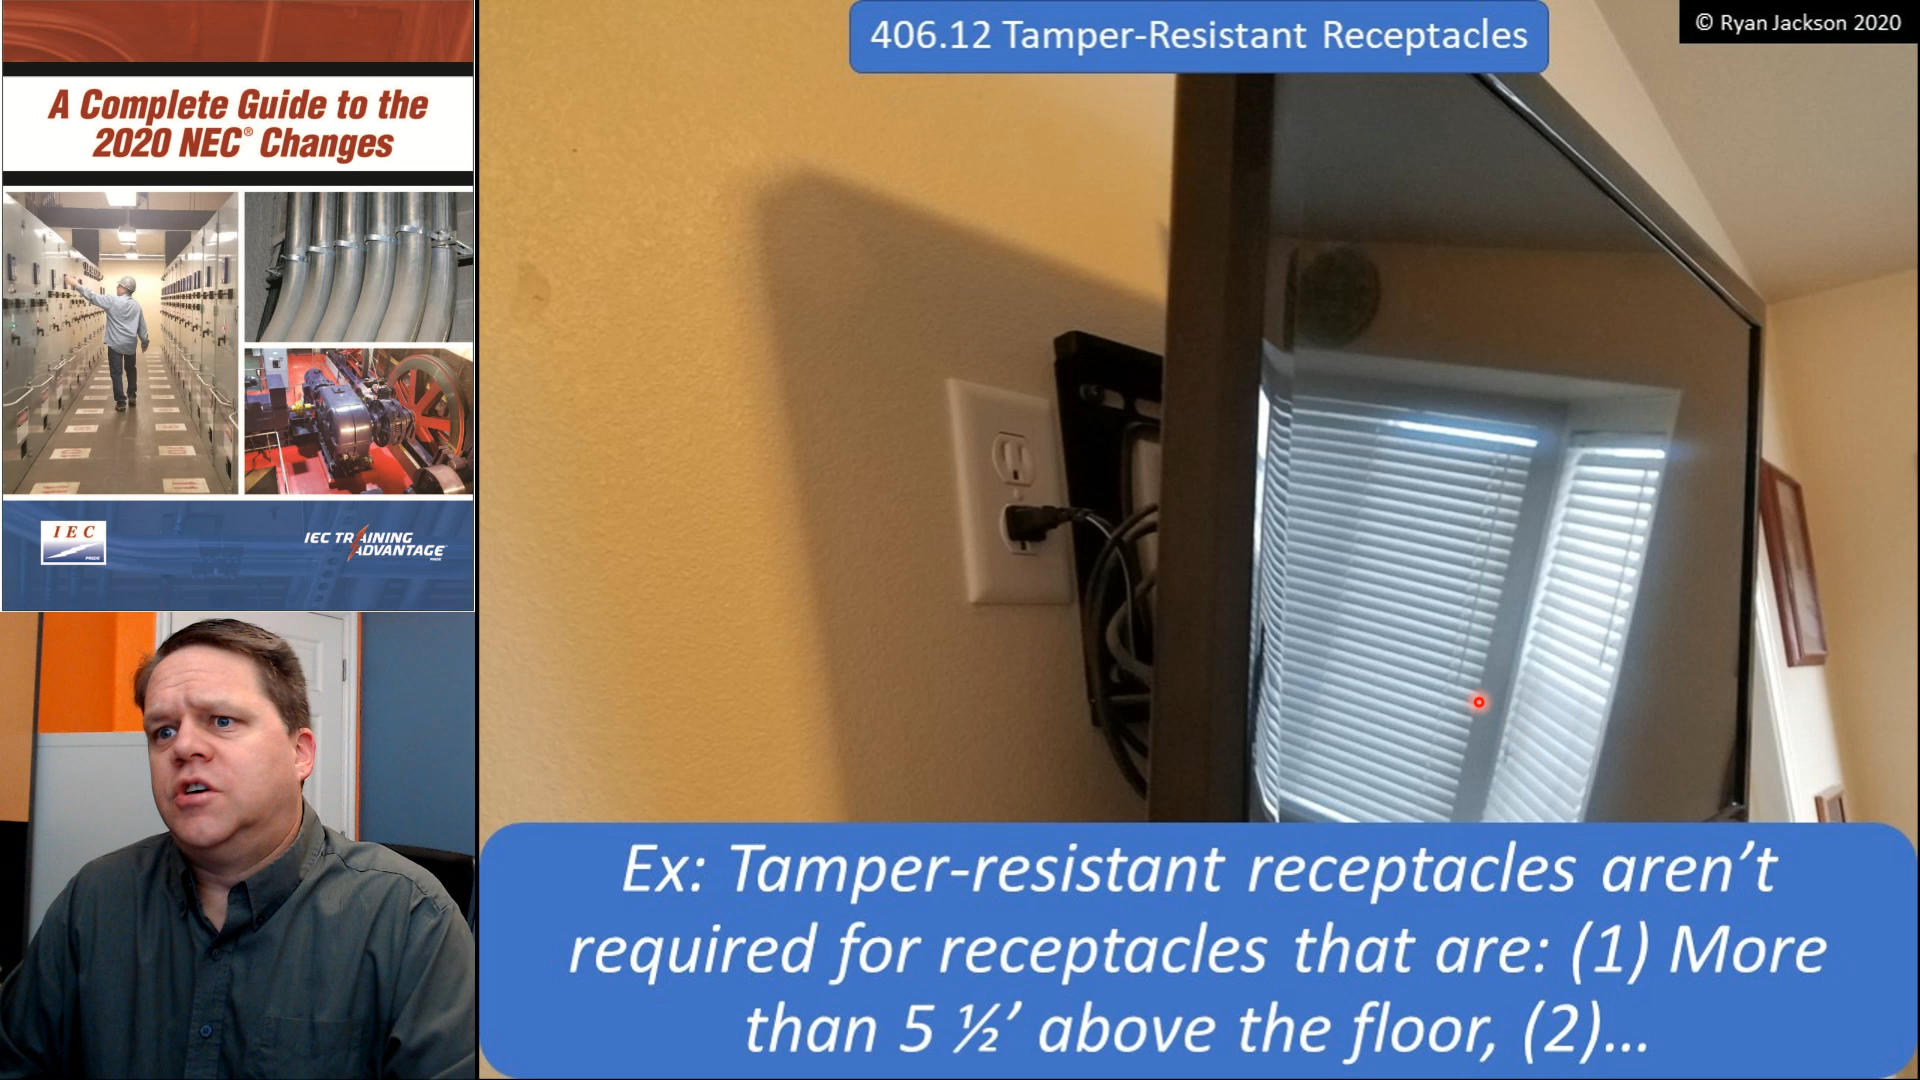 A Complete Guide to the
2020 NEC® Changes
IEC
PRIDE
IEC TRAINING
ADVANTAGE
406.12 Tamper-Resistant Receptacles
© Ryan Jackson 2020
Ex: Tamper-resistant receptacles aren’t
required for receptacles that are: (1) More
than 5 ½’ above the floor, (2)...